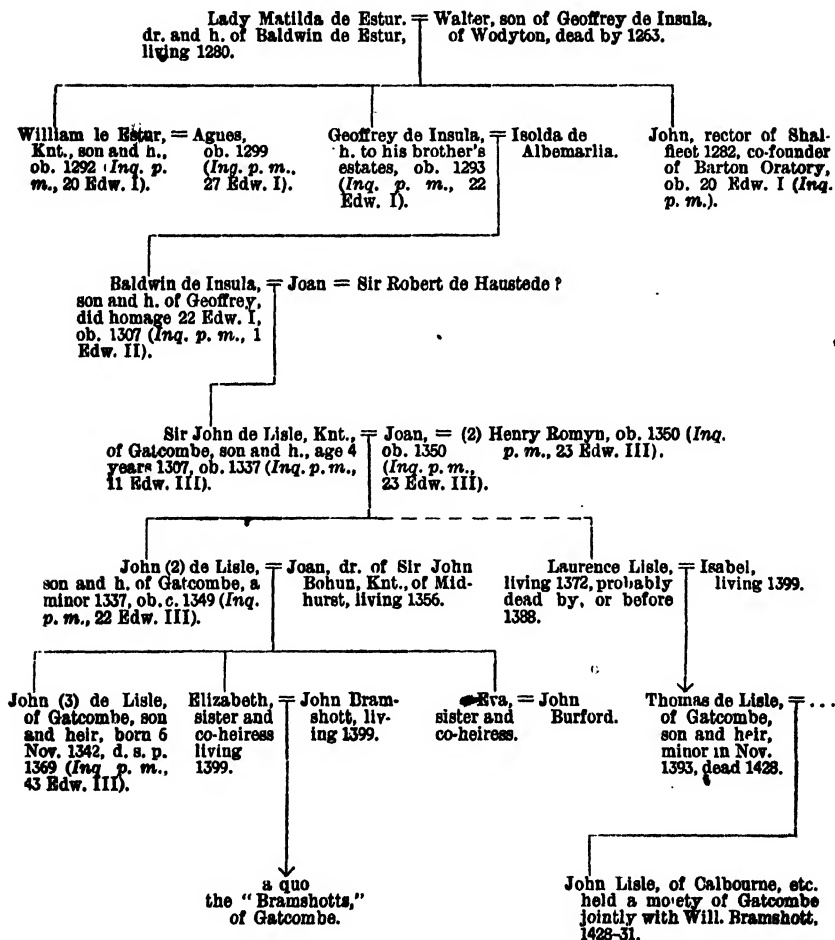 Lady Matilda de Estur. = Walter, son of Geoffrey de Insula,
dr. and h. of Baldwin de Estur, of Wodyton, dead by 1263.
living 1280.
William le Estur, = Agnes,
Knt., son and h., ob. 1299
ob. 1292 (Inq. p. (Inq. p. m.,
m., 20 Edw. I). 27 Edw. I).
Geoffrey de Insula, = Isolda de
h. to his brother's Albemarlia.
estates, ob. 1293
(Inq. p. m., 22
Edw. I).
John, rector of Shal-
fleet 1282, co-founder
of Barton Oratory,
ob. 20 Edw. I (Inq.
p. m.).
Baldwin de Insula, = Joan = Sir Robert de Haustede ?
son and h. of Geoffrey,
did homage 22 Edw. I,
ob. 1307 (Inq. p. m., 1
Edw. II).
Sir John de Lisle, Knt., = Joan, = (2) Henry Romyn, ob. 1350 (Inq.
of Gatcombe, son and h., age 4 ob. 1350 p. m., 23 Edw. III).
years 1307, ob. 1337 (Inq. p. m., (Inq. p. m.,
11 Edw. III). 23 Edw. III).
John (2) de Lisle, = Joan, dr. of Sir John
son and h. of Gatcombe, a Bohun, Knt., of Mid-
minor 1337, ob. c. 1349 (Inq. hurst, living 1356.
p. m., 22 Edw. III).
Laurence Lisle, = Isabel,
living 1372, probably living 1399.
dead by, or before
1388.
John (3) de Lisle,
of Gatcombe, son
and heir, born 6
Nov. 1342, d. s. p.
1369 (Inq. p. m.,
43 Edw. III).
Elizabeth, = John Bram-
sister and shott, liv-
co-heiress ing 1399.
living
1399.
Eva, = John
sister and Burford.
co-heiress.
Thomas de Lisle, = ...
of Gatcombe,
son and heir,
minor in Nov.
1393, dead 1428.
a quo
the "Bramshotts,"
of Gatcombe.
John Lisle, of Calbourne, etc.
held a moiety of Gatcombe
jointly with Will. Bramshott,
1428-31.